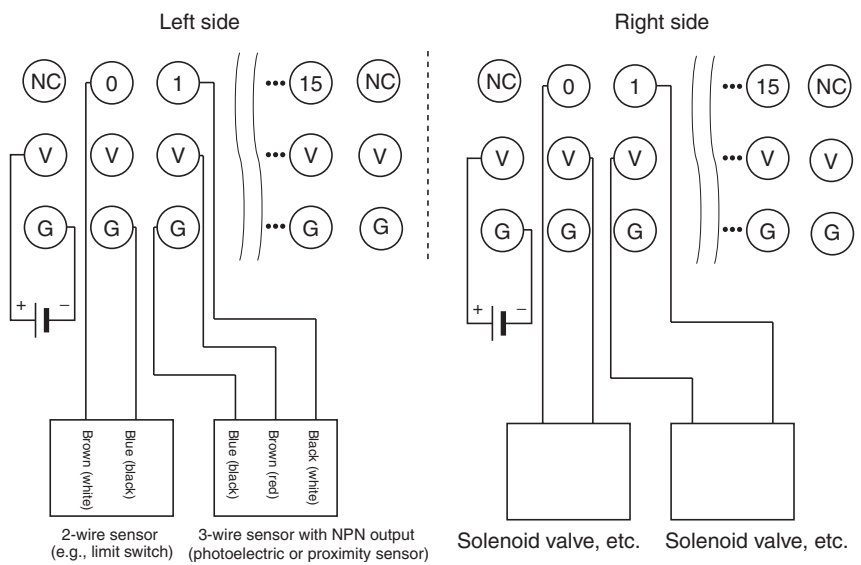 Left side
Right side
NC 0 1 ••• 15 NC
V V V ••• V V
G G G ••• G G
+ −
NC 0 1 ••• 15 NC
V V V ••• V V
G G G ••• G G
+ −
Brown (white)
Blue (black)
Blue (black)
Brown (red)
Black (white)
2-wire sensor
(e.g., limit switch)
3-wire sensor with NPN output
(photoelectric or proximity sensor)
Solenoid valve, etc.
Solenoid valve, etc.